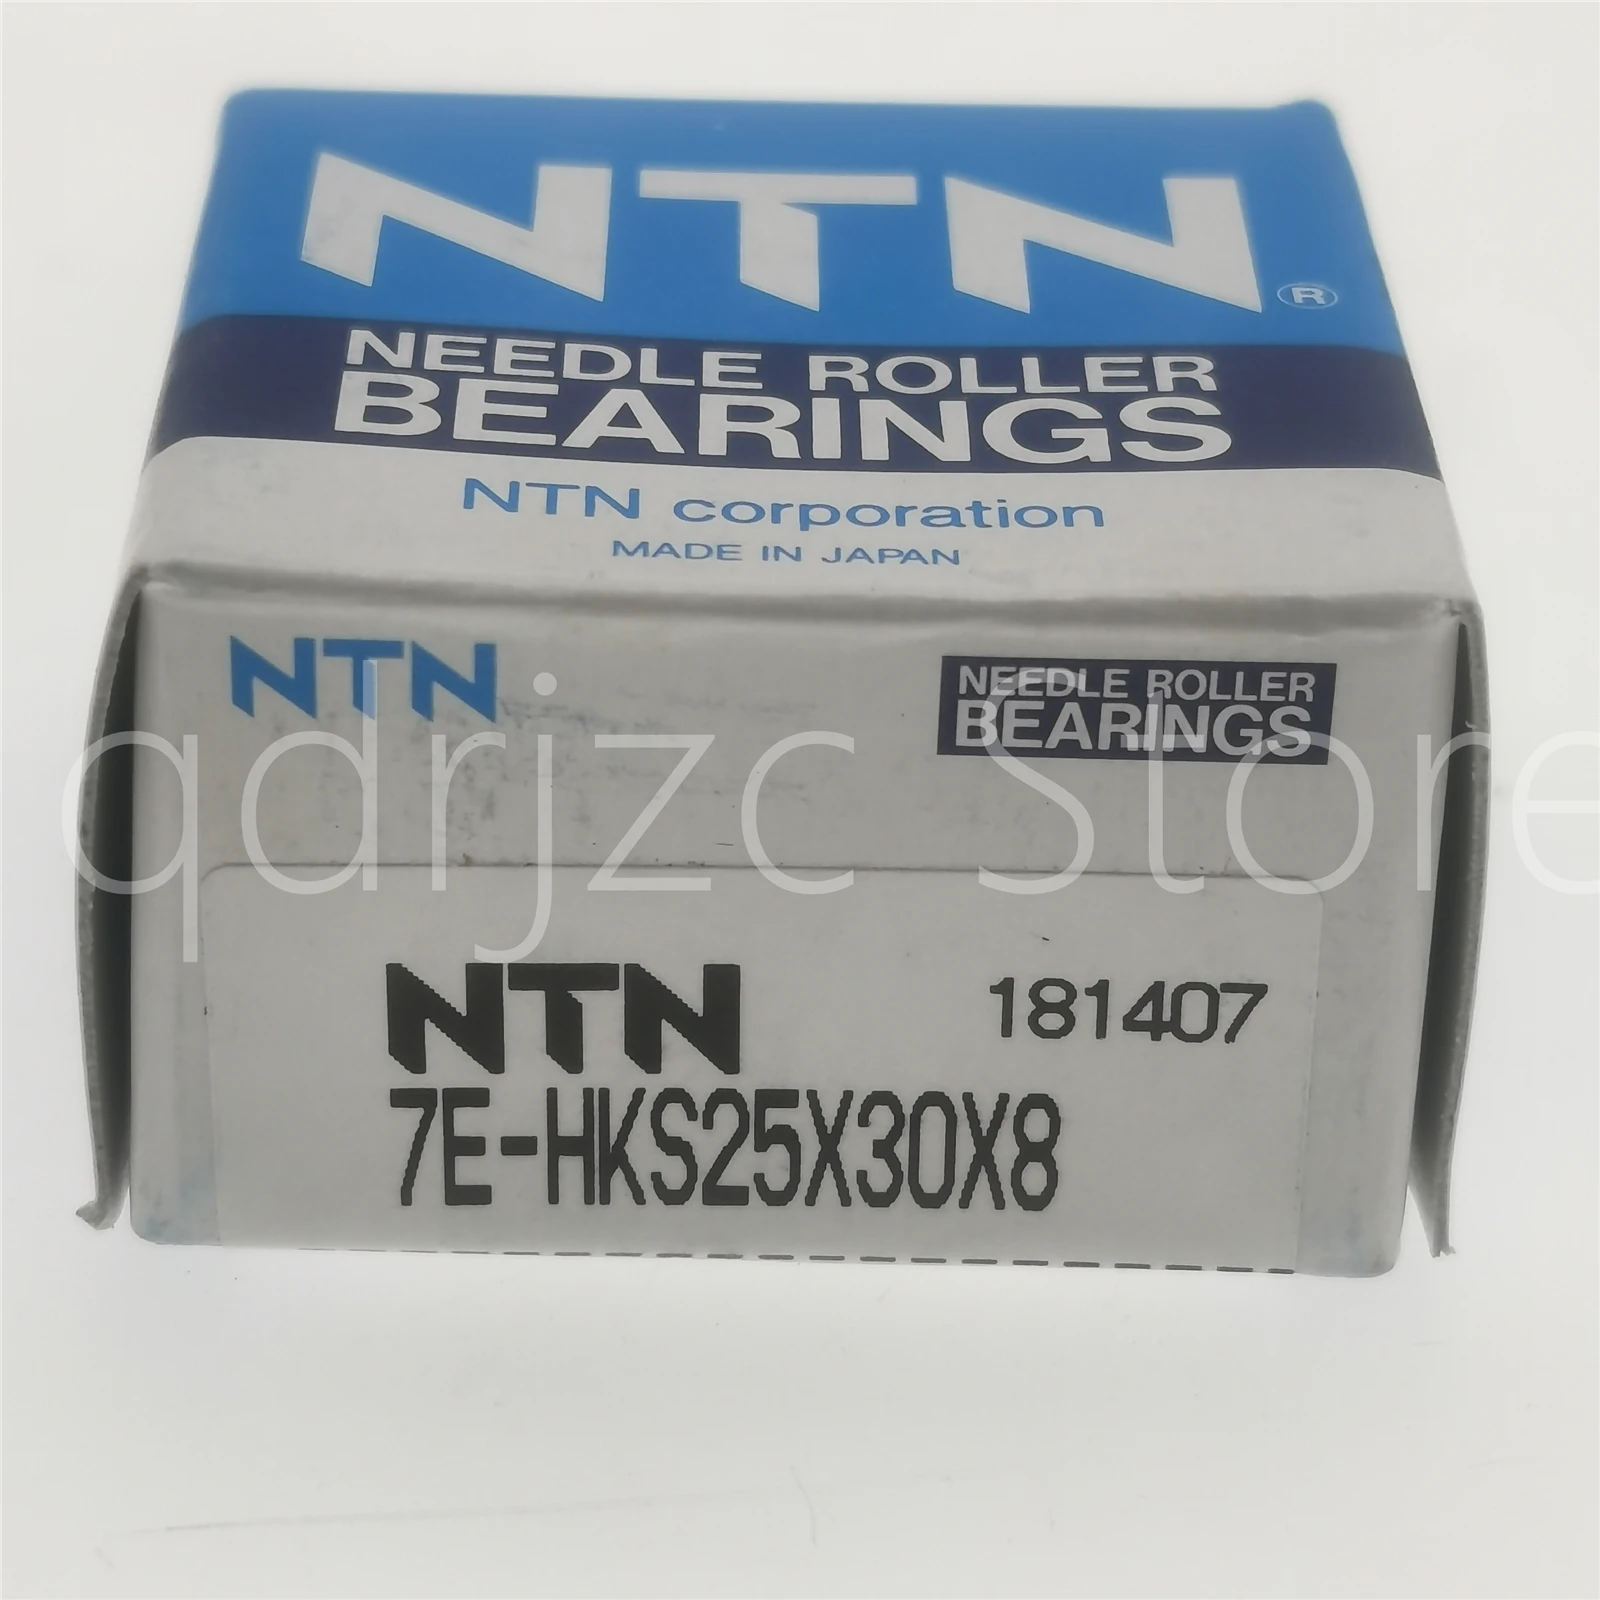 NTN®
NEEDLE ROLLER
BEARINGS
NTN corporation
MADE IN JAPAN
NTN
NEEDLE ROLLER
BEARINGS
qdrjzc Store
NTN 181407
7E-HKS25X30X8